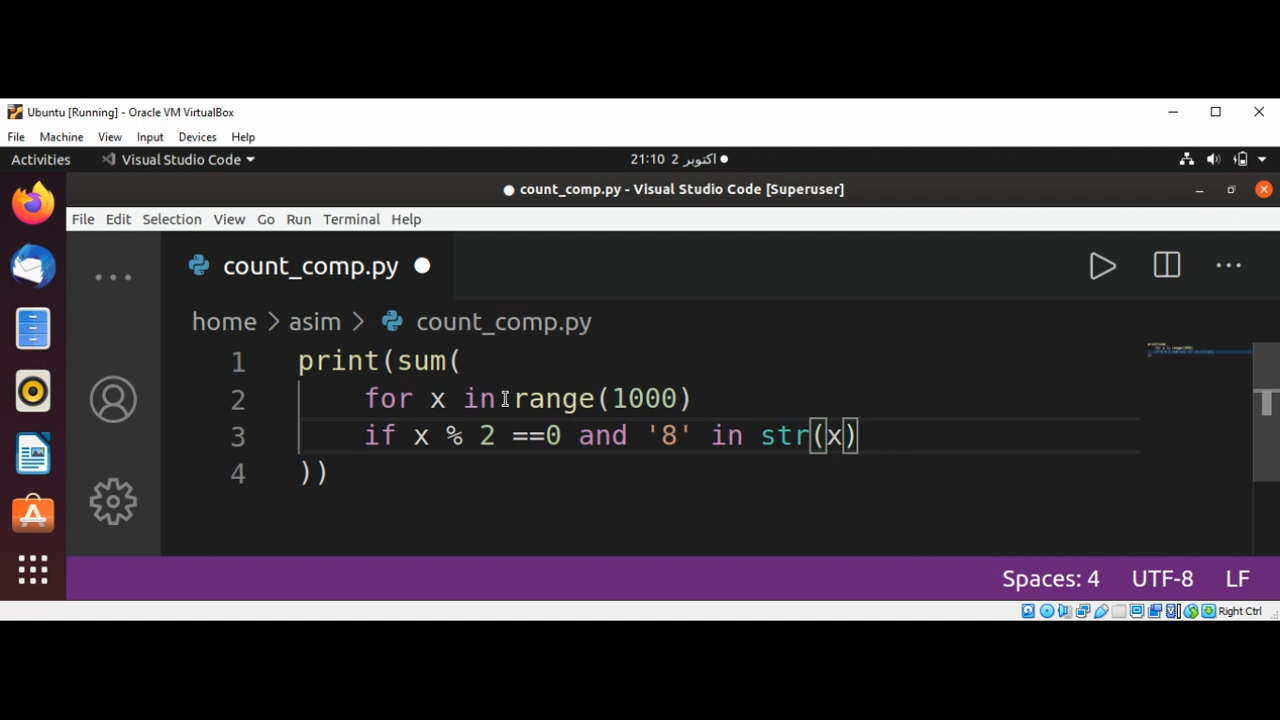 Ubuntu [Running] - Oracle VM VirtualBox
File Machine View Input Devices Help
Activities Visual Studio Code 21:10 2 اکتوبر
count_comp.py - Visual Studio Code [Superuser]
File Edit Selection View Go Run Terminal Help
count_comp.py
home > asim > count_comp.py
1 print(sum(
2 for x in range(1000)
3 if x % 2 ==0 and '8' in str(x)
4 ))
Spaces: 4 UTF-8 LF
Right Ctrl